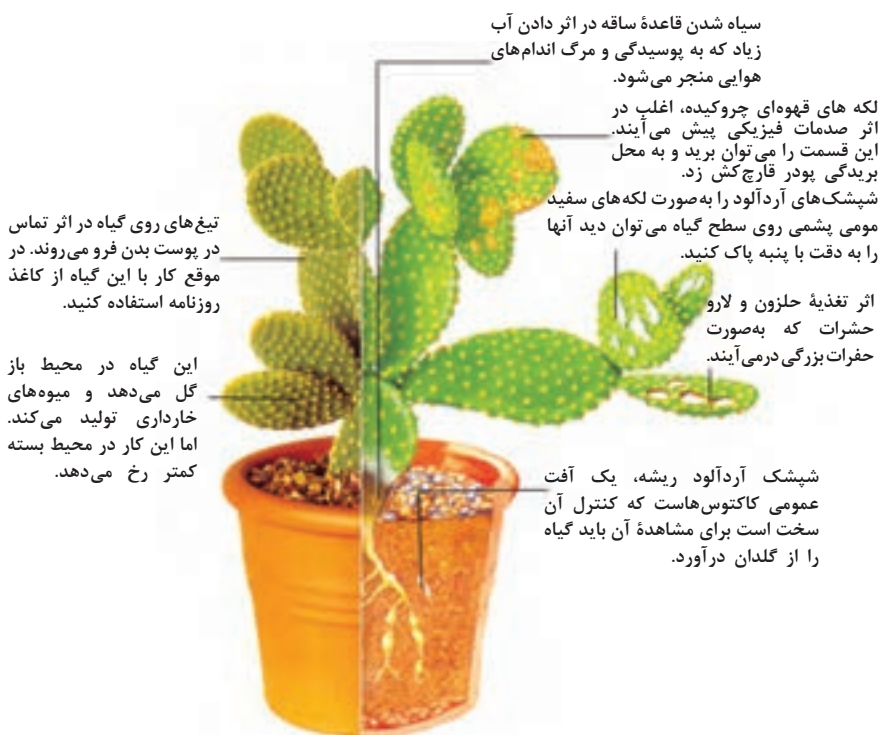 سیاه شدن قاعدهٔ ساقه در اثر دادن آب
زیاد که به پوسیدگی و مرگ اندام‌های
هوایی منجر می‌شود.
لکه های قهوه‌ای چروکیده، اغلب در
اثر صدمات فیزیکی پیش می‌آیند.
این قسمت را می‌توان برید و به محل
بریدگی پودر قارچ‌کش زد.
شپشک‌های آردآلود را به‌صورت لکه‌های سفید
مومی پشمی روی سطح گیاه می‌توان دید آنها
را به دقت با پنبه پاک کنید.
اثر تغذیهٔ حلزون و لارو
حشرات که به‌صورت
حفرات بزرگی درمی‌آیند.
شپشک آردآلود ریشه، یک آفت
عمومی کاکتوس‌هاست که کنترل آن
سخت است برای مشاهدهٔ آن باید گیاه
را از گلدان درآورد.
تیغ‌های روی گیاه در اثر تماس
در پوست بدن فرو می‌روند. در
موقع کار با این گیاه از کاغذ
روزنامه استفاده کنید.
این گیاه در محیط باز
گل می‌دهد و میوه‌های
خارداری تولید می‌کند.
اما این کار در محیط بسته
کمتر رخ می‌دهد.